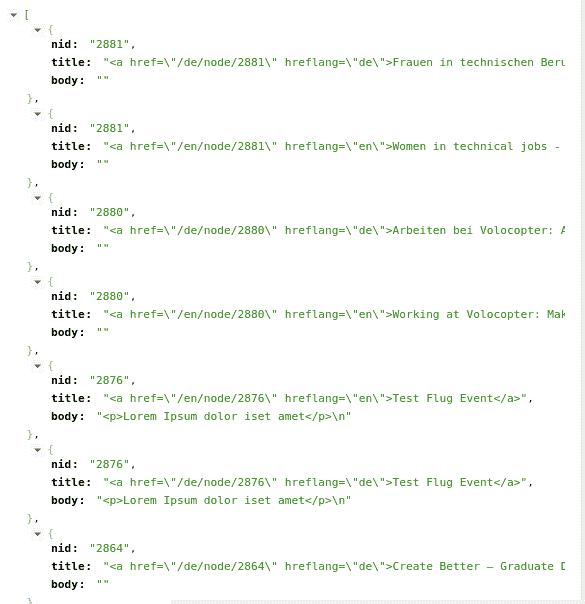 [
{
nid: "2881",
title: "<a href=\"/de/node/2881\" hreflang=\"de\">Frauen in technischen Beru
body: ""
},
{
nid: "2881",
title: "<a href=\"/en/node/2881\" hreflang=\"en\">Women in technical jobs -
body: ""
},
{
nid: "2880",
title: "<a href=\"/de/node/2880\" hreflang=\"de\">Arbeiten bei Volocopter: A
body: ""
},
{
nid: "2880",
title: "<a href=\"/en/node/2880\" hreflang=\"en\">Working at Volocopter: Mak
body: ""
},
{
nid: "2876",
title: "<a href=\"/en/node/2876\" hreflang=\"en\">Test Flug Event</a>",
body: "<p>Lorem Ipsum dolor iset amet</p>\n"
},
{
nid: "2876",
title: "<a href=\"/de/node/2876\" hreflang=\"de\">Test Flug Event</a>",
body: "<p>Lorem Ipsum dolor iset amet</p>\n"
},
{
nid: "2864",
title: "<a href=\"/de/node/2864\" hreflang=\"de\">Create Better – Graduate D
body: ""
}